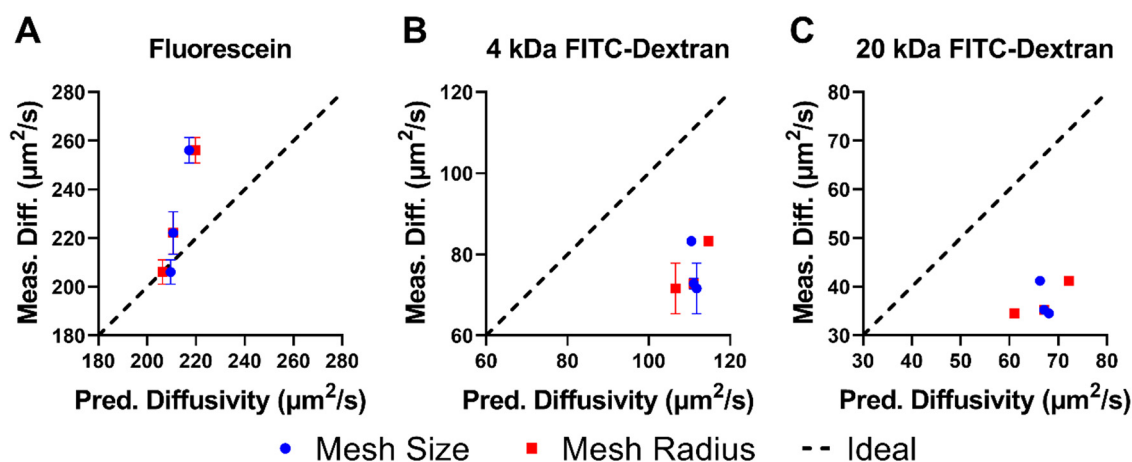 A
Fluorescein
Meas. Diff. (µm²/s)
280
260
240
220
200
180
180 200 220 240 260 280
Pred. Diffusivity (µm²/s)
B
4 kDa FITC-Dextran
Meas. Diff. (µm²/s)
120
100
80
60
60 80 100 120
Pred. Diffusivity (µm²/s)
C
20 kDa FITC-Dextran
Meas. Diff. (µm²/s)
80
70
60
50
40
30
30 40 50 60 70 80
Pred. Diffusivity (µm²/s)
Mesh Size Mesh Radius Ideal